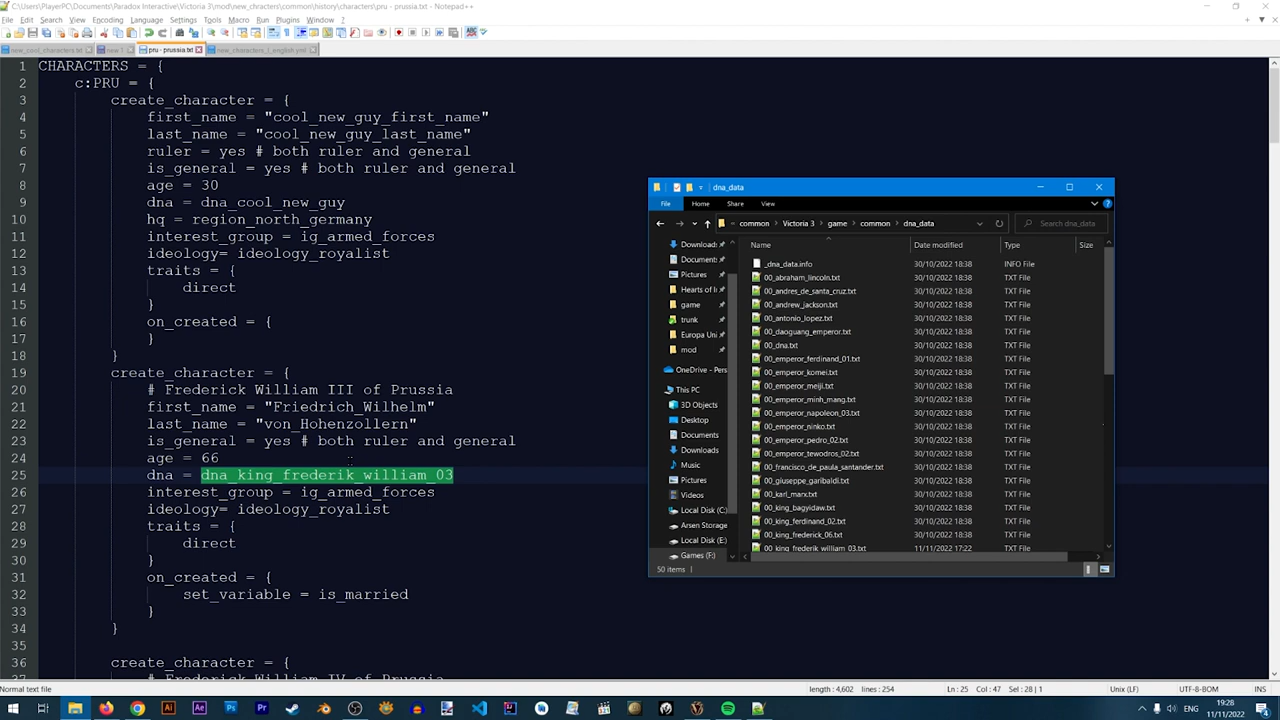 C:\Users\PlayerPC\Documents\Paradox Interactive\Victoria 3\mod\new_chracters\common\history\characters\pru - prussia.txt - Notepad++
File Edit Search View Encoding Language Settings Tools Macro Run Plugins Window ?
new_cool_characters.txt new 1 pru - prussia.txt new_characters_l_english.yml
1 CHARACTERS = {
2 c:PRU = {
3 create_character = {
4 first_name = "cool_new_guy_first_name"
5 last_name = "cool_new_guy_last_name"
6 ruler = yes # both ruler and general
7 is_general = yes # both ruler and general
8 age = 30
9 dna = dna_cool_new_guy
10 hq = region_north_germany
11 interest_group = ig_armed_forces
12 ideology= ideology_royalist
13 traits = {
14 direct
15 }
16 on_created = {
17 }
18 }
19 create_character = {
20 # Frederick William III of Prussia
21 first_name = "Friedrich_Wilhelm"
22 last_name = "von_Hohenzollern"
23 is_general = yes # both ruler and general
24 age = 66
25 dna = dna_king_frederik_william_03
26 interest_group = ig_armed_forces
27 ideology= ideology_royalist
28 traits = {
29 direct
30 }
31 on_created = {
32 set_variable = is_married
33 }
34 }
35
36 create_character = {
37 # Frederick William IV of Prussia
dna_data
File Home Share View
common Victoria 3 game common dna_data Search dna_data
Name Date modified Type Size
Download:
Document:
Pictures
Hearts of I
game
trunk
Europa Uni
mod
OneDrive - Pers
This PC
3D Objects
Desktop
Documents
Downloads
Music
Pictures
Videos
Local Disk (C:
Arsen Storage
Local Disk (E:)
Games (F:)
_dna_data.info 30/10/2022 18:38 INFO File
00_abraham_lincoln.txt 30/10/2022 18:38 TXT File
00_andres_de_santa_cruz.txt 30/10/2022 18:38 TXT File
00_andrew_jackson.txt 30/10/2022 18:38 TXT File
00_antonio_lopez.txt 30/10/2022 18:38 TXT File
00_daoguang_emperor.txt 30/10/2022 18:38 TXT File
00_dna.txt 30/10/2022 18:38 TXT File
00_emperor_ferdinand_01.txt 30/10/2022 18:38 TXT File
00_emperor_komei.txt 30/10/2022 18:38 TXT File
00_emperor_meiji.txt 30/10/2022 18:38 TXT File
00_emperor_minh_mang.txt 30/10/2022 18:38 TXT File
00_emperor_napoleon_03.txt 30/10/2022 18:38 TXT File
00_emperor_ninko.txt 30/10/2022 18:38 TXT File
00_emperor_pedro_02.txt 30/10/2022 18:38 TXT File
00_francisco_de_paula_santander.txt 30/10/2022 18:38 TXT File
00_giuseppe_garibaldi.txt 30/10/2022 18:38 TXT File
00_karl_marx.txt 30/10/2022 18:38 TXT File
00_king_bagyidaw.txt 30/10/2022 18:38 TXT File
00_king_ferdinand_02.txt 30/10/2022 18:38 TXT File
00_king_frederick_06.txt 30/10/2022 18:38 TXT File
00_king_frederik_william_03.txt 11/11/2022 17:22 TXT File
50 items
Normal text file length : 4,602 lines : 254 Ln : 25 Col : 47 Sel : 28 | 1 Unix (LF) UTF-8-BOM INS
19:28
11/11/2022